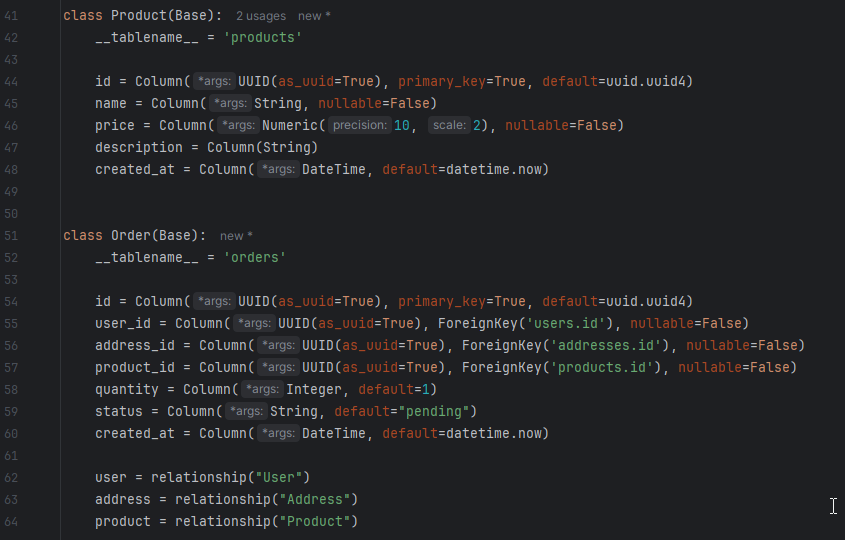 41 class Product(Base): 2 usages new *
42 __tablename__ = 'products'
43
44 id = Column( *args: UUID(as_uuid=True), primary_key=True, default=uuid.uuid4)
45 name = Column( *args: String, nullable=False)
46 price = Column( *args: Numeric( precision: 10, scale: 2), nullable=False)
47 description = Column(String)
48 created_at = Column( *args: DateTime, default=datetime.now)
49
50
51 class Order(Base): new *
52 __tablename__ = 'orders'
53
54 id = Column( *args: UUID(as_uuid=True), primary_key=True, default=uuid.uuid4)
55 user_id = Column( *args: UUID(as_uuid=True), ForeignKey('users.id'), nullable=False)
56 address_id = Column( *args: UUID(as_uuid=True), ForeignKey('addresses.id'), nullable=False)
57 product_id = Column( *args: UUID(as_uuid=True), ForeignKey('products.id'), nullable=False)
58 quantity = Column( *args: Integer, default=1)
59 status = Column( *args: String, default="pending")
60 created_at = Column( *args: DateTime, default=datetime.now)
61
62 user = relationship("User")
63 address = relationship("Address")
64 product = relationship("Product")